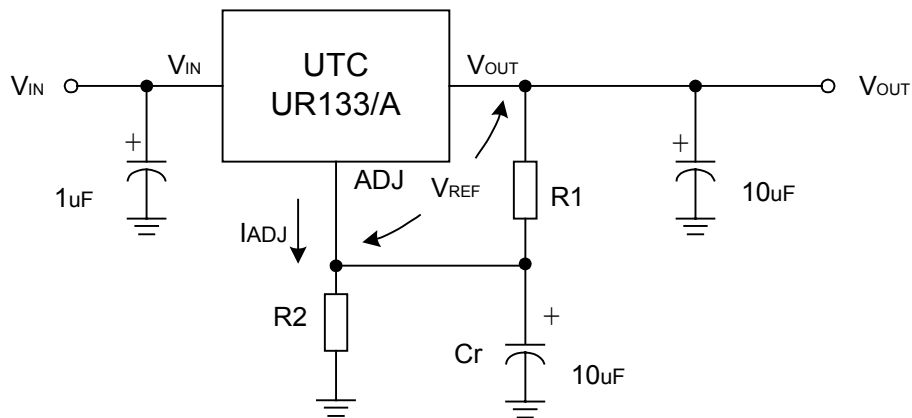 UTC
UR133/A
VIN
VIN
VOUT
VOUT
+
1uF
ADJ
VREF
IADJ
R1
+
10uF
R2
Cr
+
10uF